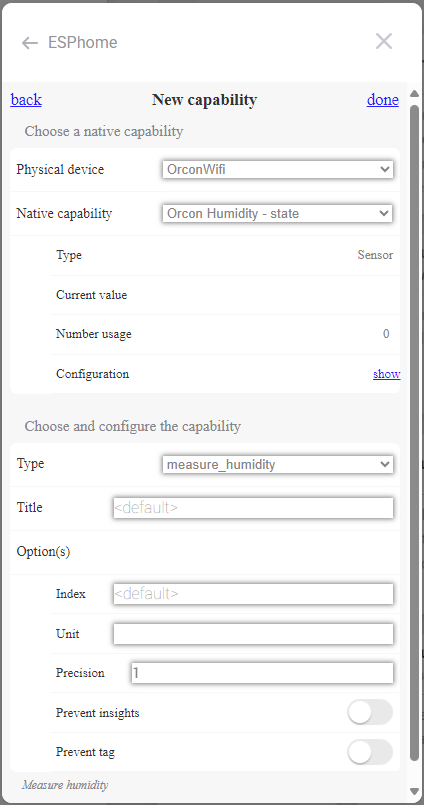 ← ESPhome
back New capability done
Choose a native capability
Physical device OrconWifi
Native capability Orcon Humidity - state
Type Sensor
Current value
Number usage 0
Configuration show
Choose and configure the capability
Type measure_humidity
Title <default>
Option(s)
Index <default>
Unit
Precision 1
Prevent insights
Prevent tag
Measure humidity